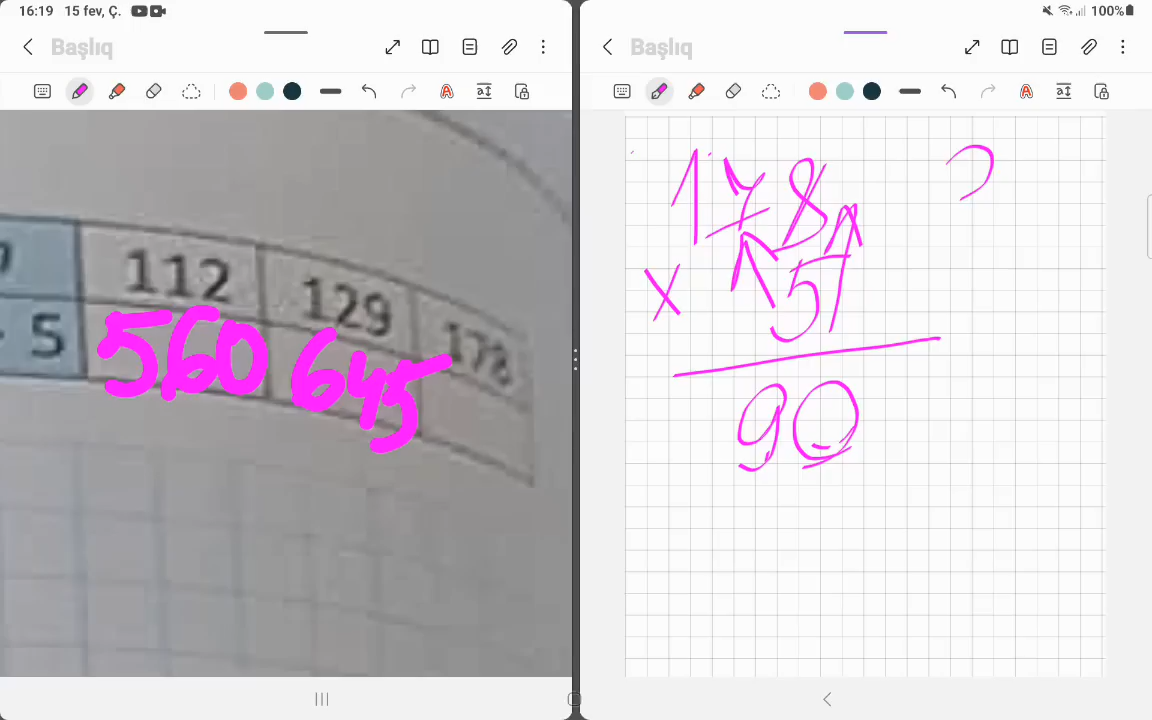 16:19 15 fev, Ç. 100%
Başlıq Başlıq
112 129 178
5 560 645
178
× 5
90